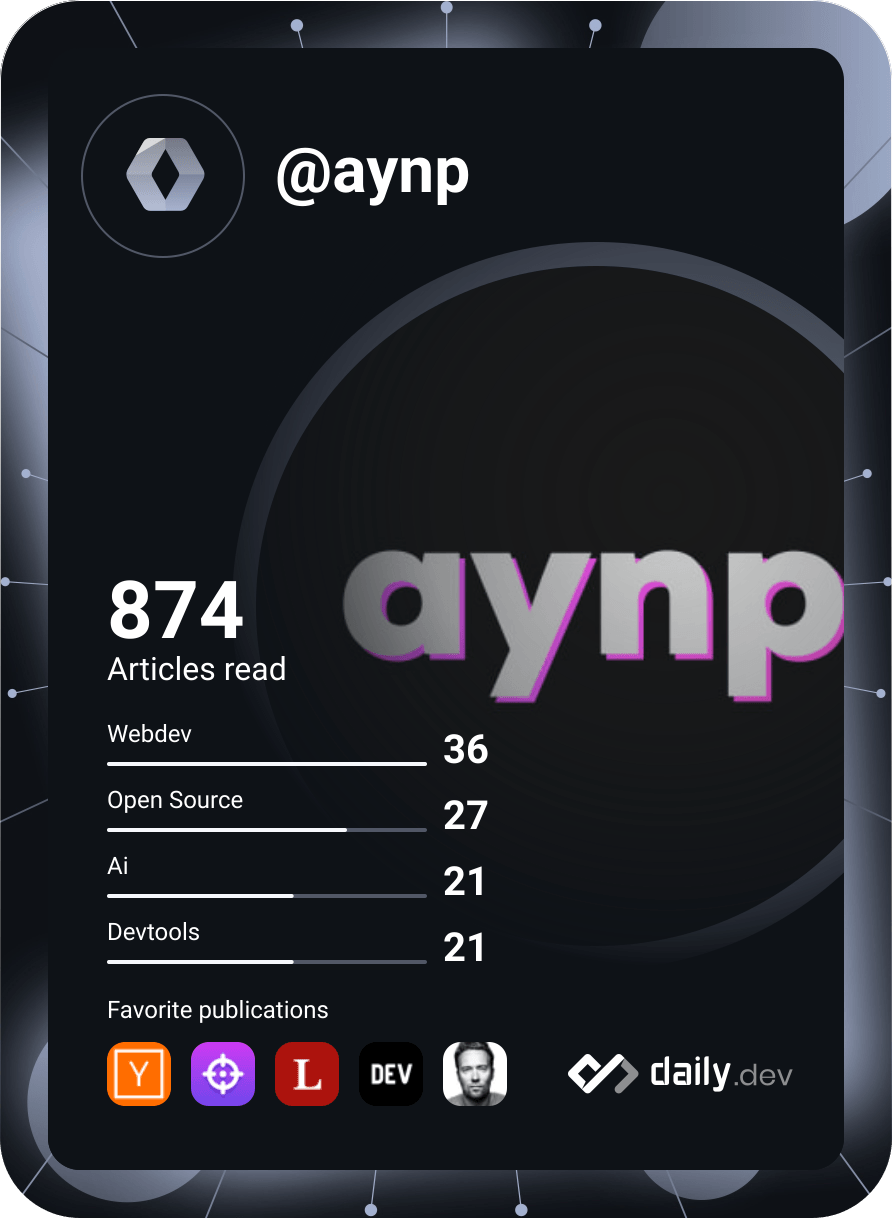 @aynp
aynp
874
Articles read
Webdev
36
Open Source
27
Ai
21
Devtools
21
Favorite publications
Y
L
DEV
daily.dev